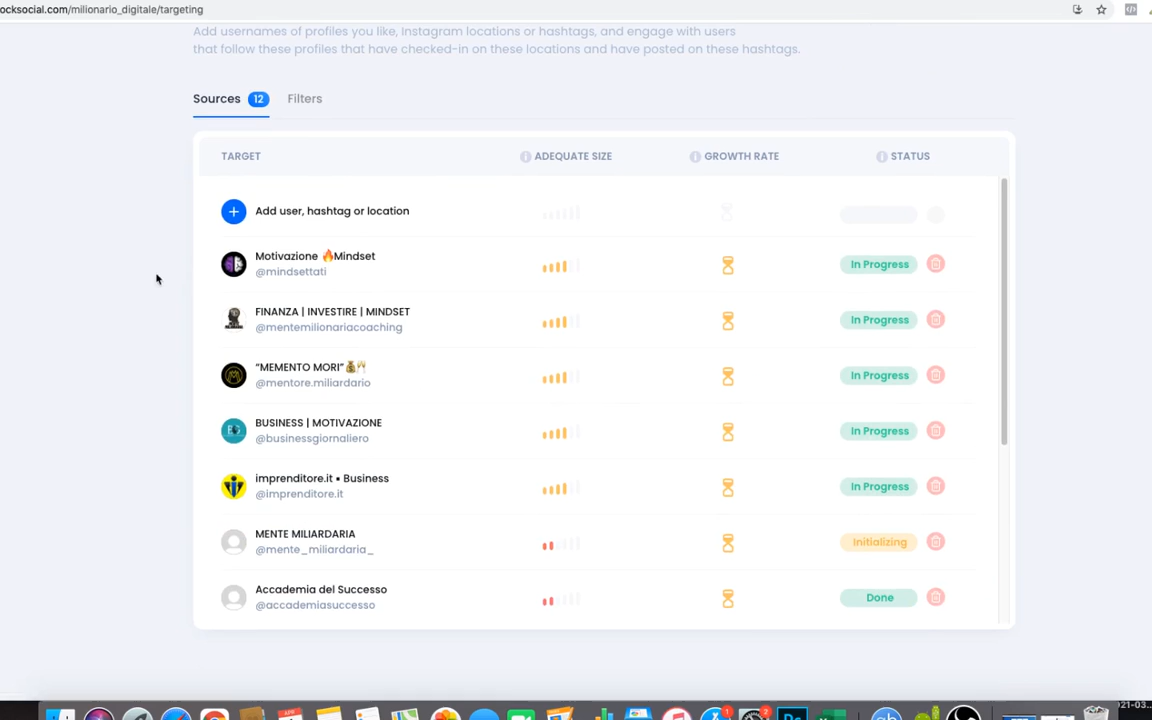 ocksocial.com/milionario_digitale/targeting
Add usernames of profiles you like, Instagram locations or hashtags, and engage with users
that follow these profiles that have checked-in on these locations and have posted on these hashtags.
Sources 12 Filters
TARGET ADEQUATE SIZE GROWTH RATE STATUS
Add user, hashtag or location
Motivazione 🔥Mindset
@mindsettati
In Progress
FINANZA | INVESTIRE | MINDSET
@mentemilionariacoaching
In Progress
“MEMENTO MORI”💰🥂
@mentore.miliardario
In Progress
BUSINESS | MOTIVAZIONE
@businessgiornaliero
In Progress
imprenditore.it • Business
@imprenditore.it
In Progress
MENTE MILIARDARIA
@mente_miliardaria_
Initializing
Accademia del Successo
@accademiasuccesso
Done